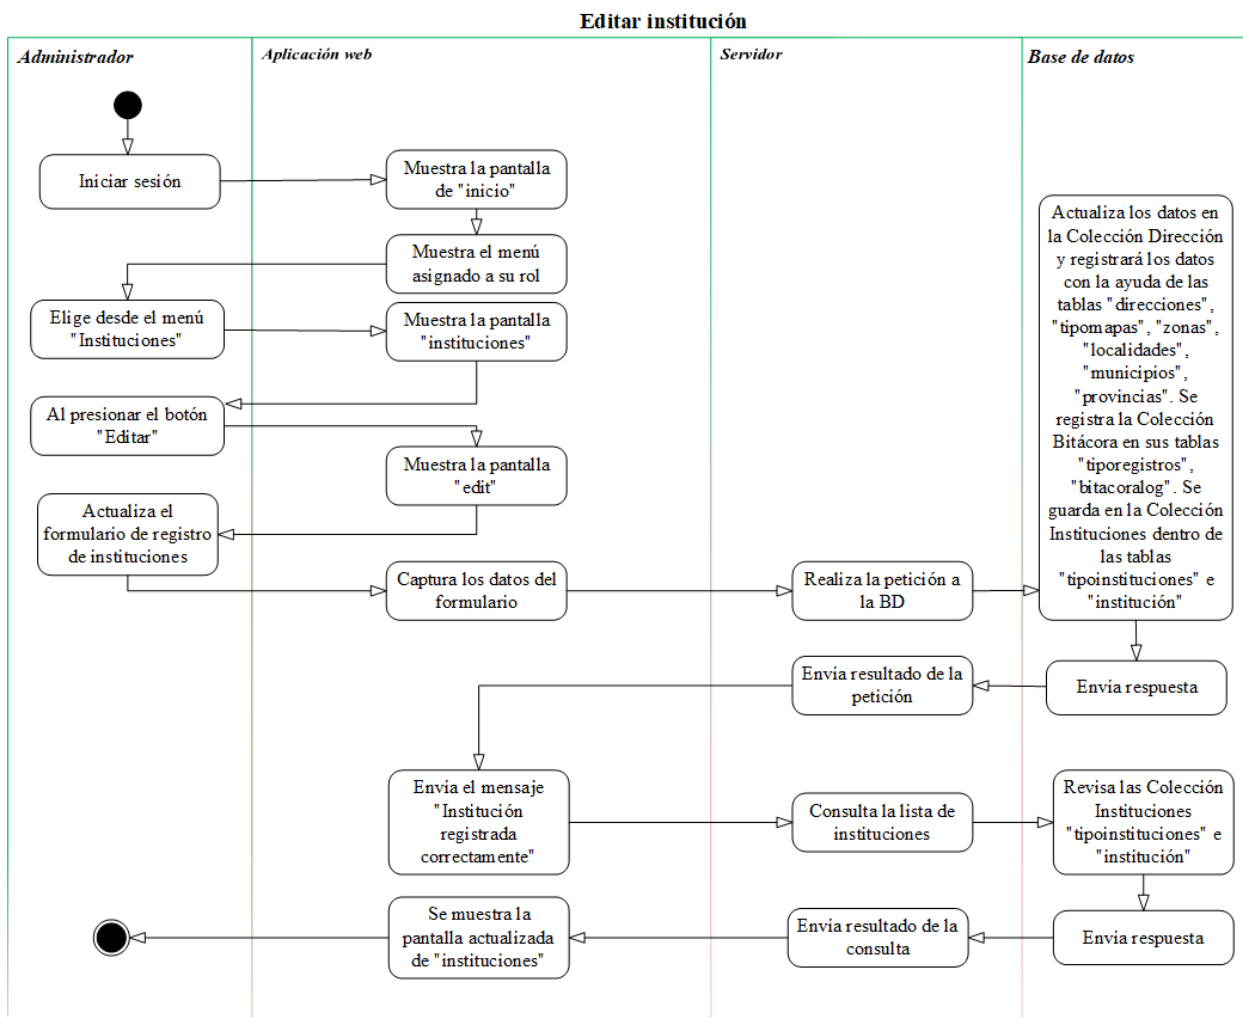 Editar institución
Administrador
Aplicación web
Servidor
Base de datos
Iniciar sesión
Muestra la pantalla
de "inicio"
Muestra el menú
asignado a su rol
Elige desde el menú
"Instituciones"
Muestra la pantalla
"instituciones"
Al presionar el botón
"Editar"
Muestra la pantalla
"edit"
Actualiza el
formulario de registro
de instituciones
Captura los datos del
formulario
Realiza la petición a
la BD
Actualiza los datos en
la Colección Dirección
y registrará los datos
con la ayuda de las
tablas "direcciones",
"tipomapas", "zonas",
"localidades",
"municipios",
"provincias". Se
registra la Colección
Bitácora en sus tablas
"tiporegistros",
"bitacoralog". Se
guarda en la Colección
Instituciones dentro de
las tablas
"tipoinstituciones" e
"institución"
Envía respuesta
Envía resultado de la
petición
Envía el mensaje
"Institución
registrada
correctamente"
Consulta la lista de
instituciones
Revisa las Colección
Instituciones
"tipoinstituciones" e
"institución"
Envía respuesta
Envía resultado de la
consulta
Se muestra la
pantalla actualizada
de "instituciones"